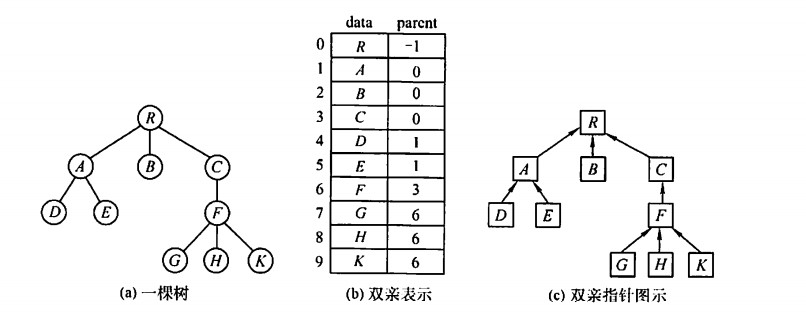 data parent
0 R -1
1 A 0
2 B 0
3 C 0
4 D 1
5 E 1
6 F 3
7 G 6
8 H 6
9 K 6
R
A B C
D E F
G H K
R
A B C
D E F
G H K
(a) 一棵树 (b) 双亲表示 (c) 双亲指针图示